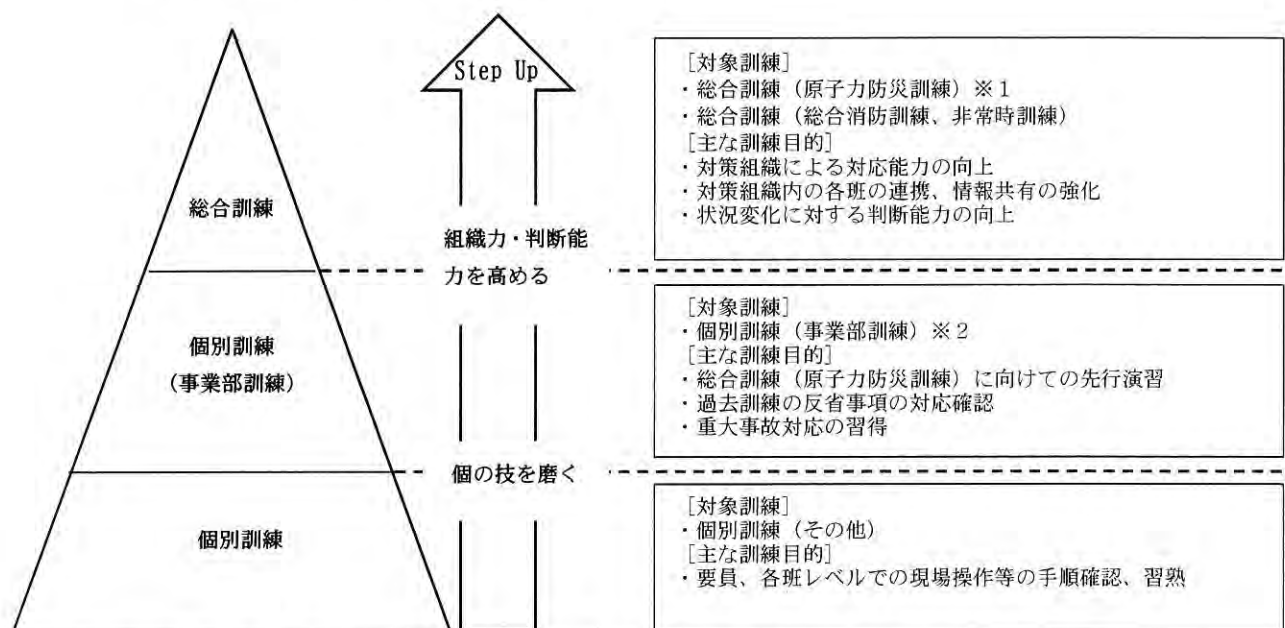 総合訓練
個別訓練
(事業部訓練)
個別訓練
Step Up
組織力・判断能
力を高める
個の技を磨く
[対象訓練]
・総合訓練（原子力防災訓練）※１
・総合訓練（総合消防訓練、非常時訓練）
[主な訓練目的]
・対策組織による対応能力の向上
・対策組織内の各班の連携、情報共有の強化
・状況変化に対する判断能力の向上
[対象訓練]
・個別訓練（事業部訓練）※２
[主な訓練目的]
・総合訓練（原子力防災訓練）に向けての先行演習
・過去訓練の反省事項の対応確認
・重大事故対応の習得
[対象訓練]
・個別訓練（その他）
[主な訓練目的]
・要員、各班レベルでの現場操作等の手順確認、習熟